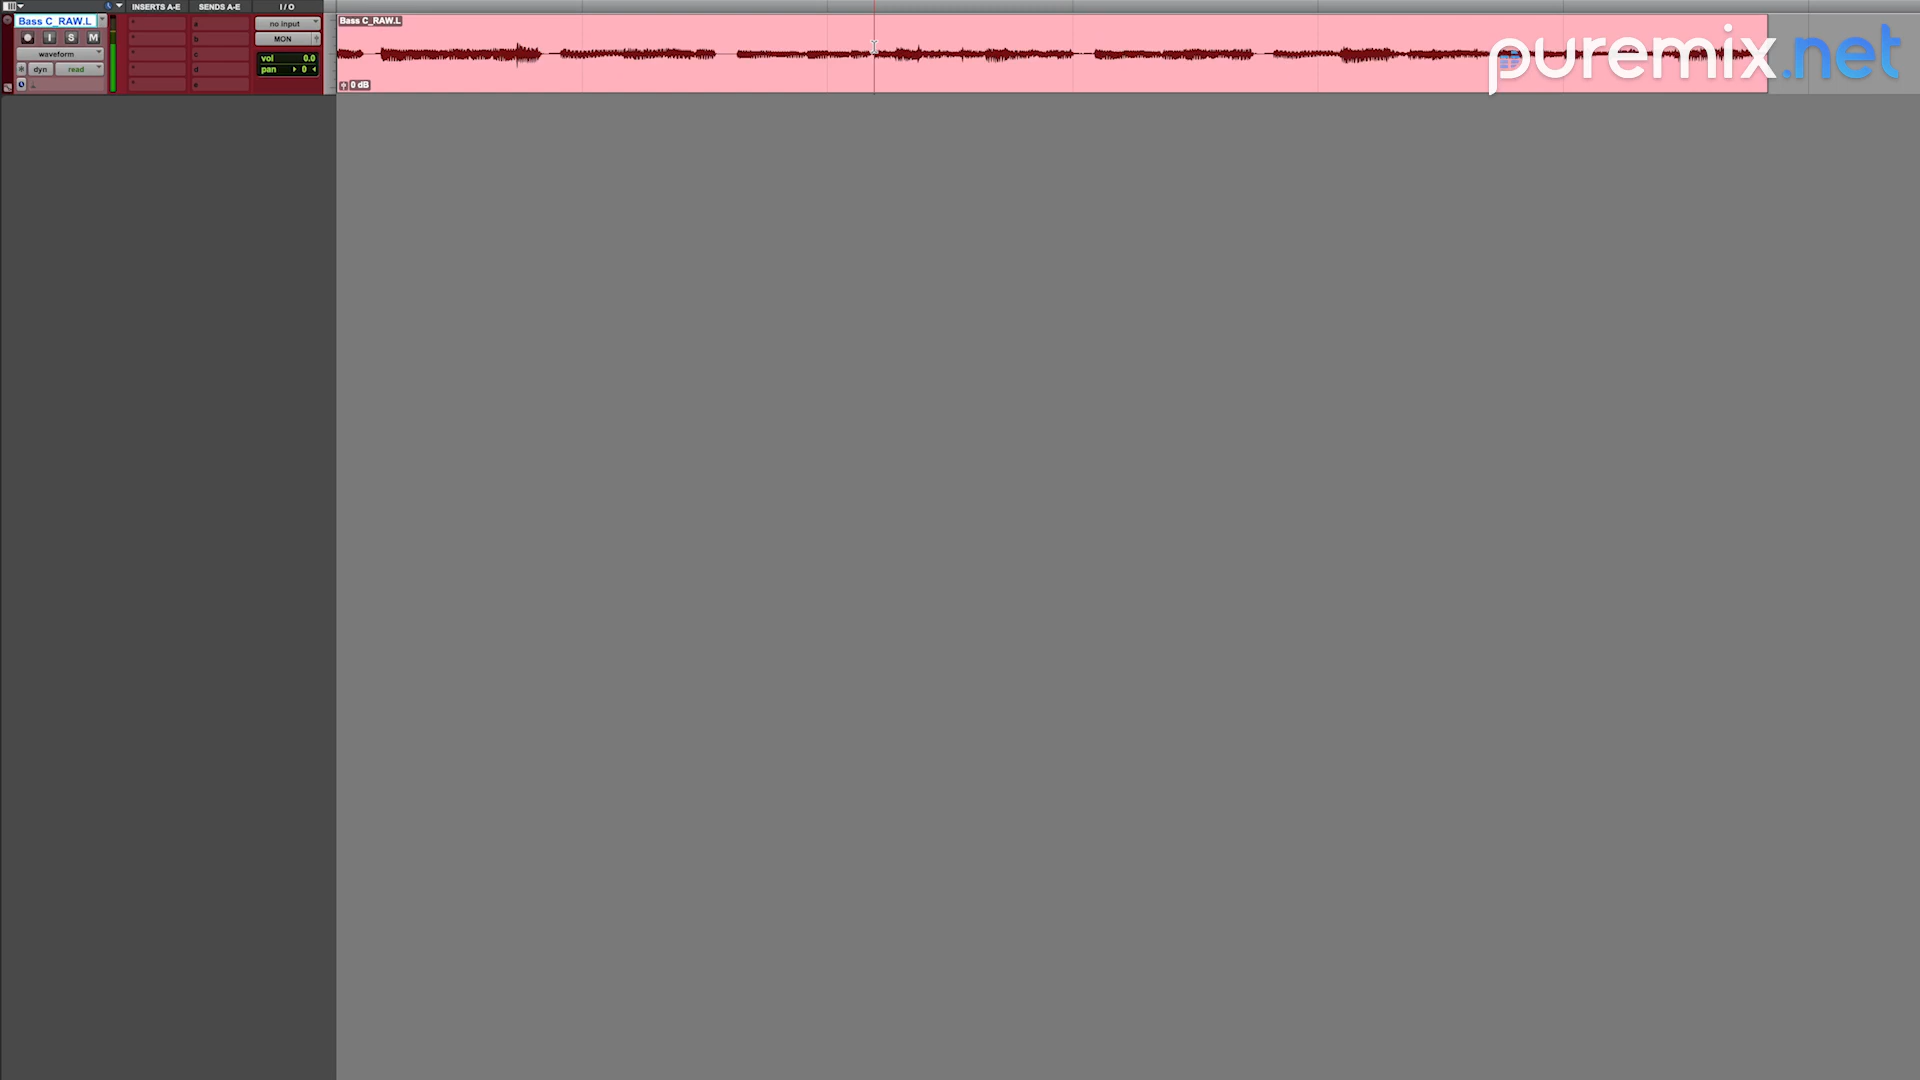 INSERTS A-E SENDS A-E I / O
Bass C_RAW.L
I S M
waveform
dyn read
a
b
c
d
e
no input
MON
vol 0.0
pan 0
Bass C_RAW.L
0 dB
puremix.net